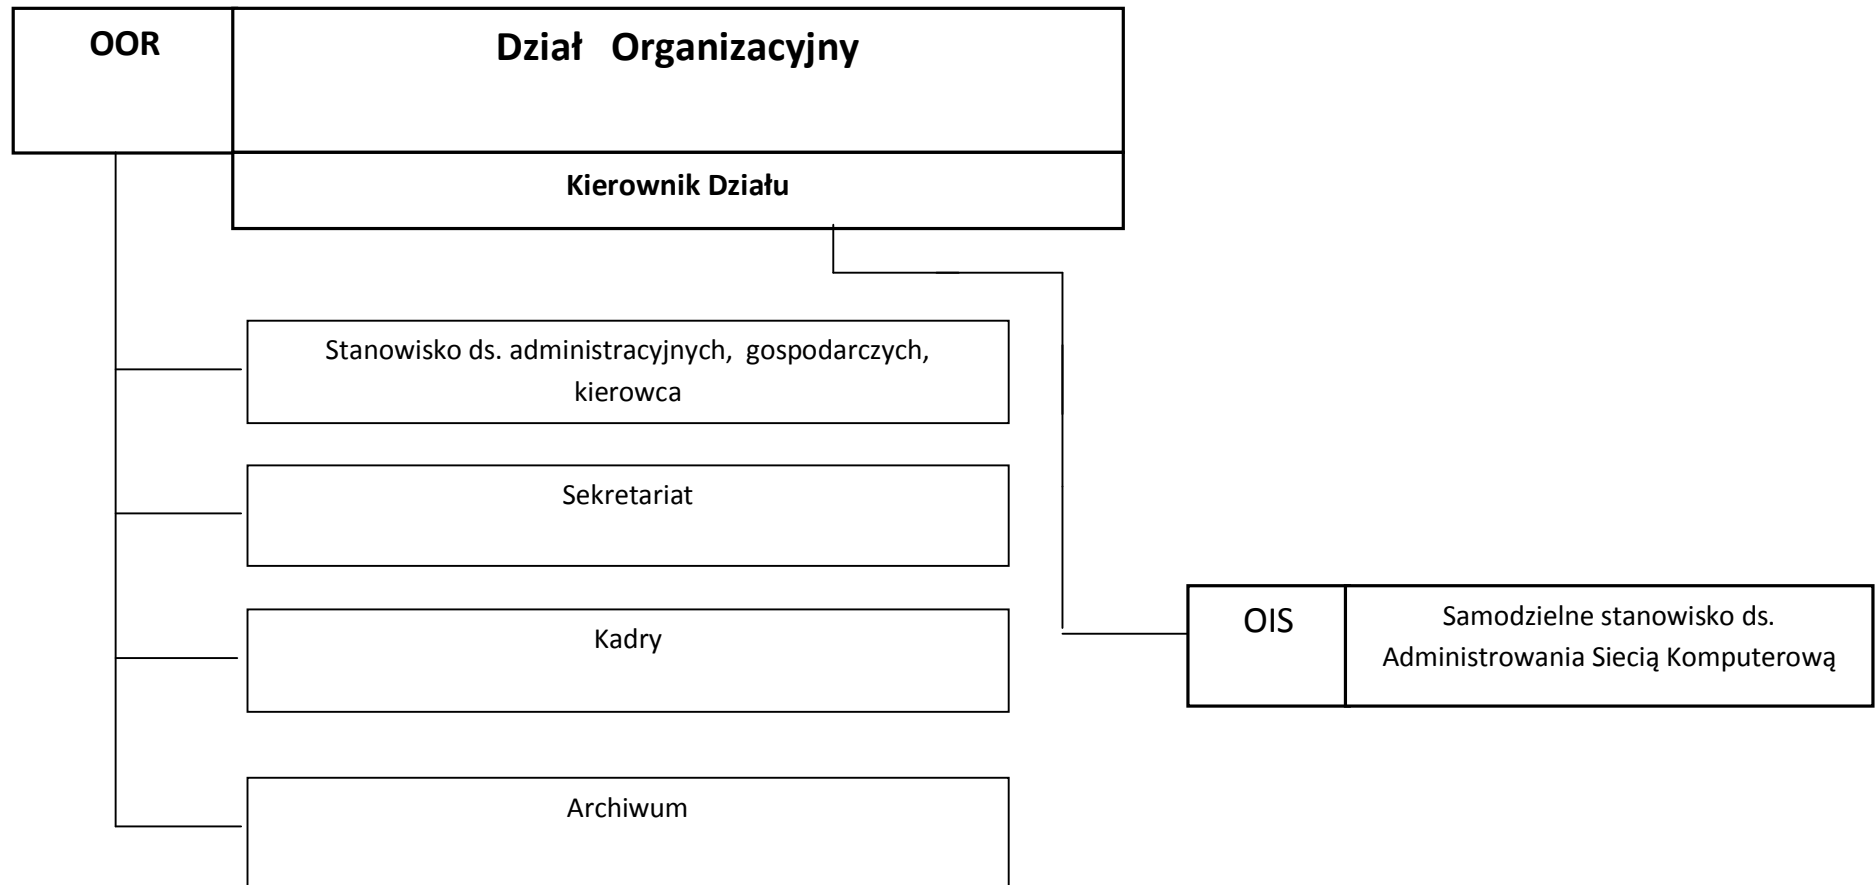 OOR
Dział Organizacyjny
Kierownik Działu
Stanowisko ds. administracyjnych, gospodarczych,
kierowca
Sekretariat
Kadry
Archiwum
OIS
Samodzielne stanowisko ds.
Administrowania Siecią Komputerową